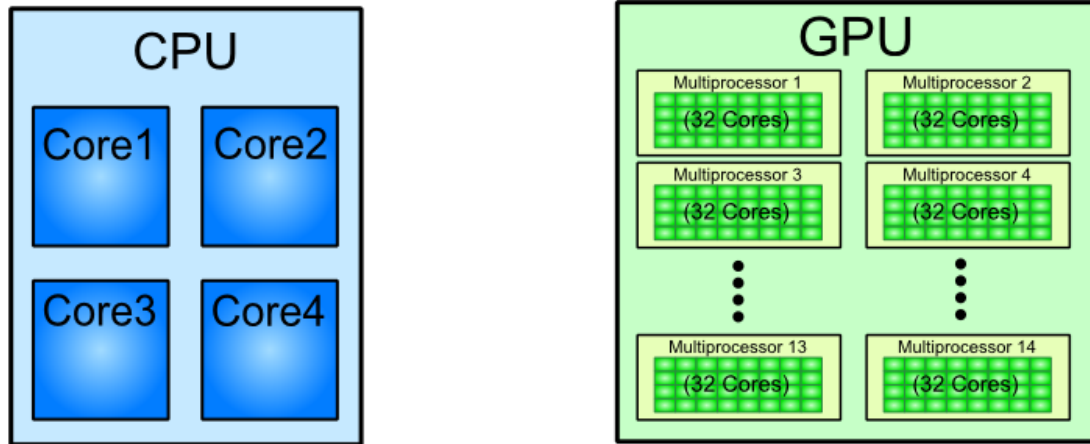 CPU
Core1
Core2
Core3
Core4
GPU
Multiprocessor 1
(32 Cores)
Multiprocessor 2
(32 Cores)
Multiprocessor 3
(32 Cores)
Multiprocessor 4
(32 Cores)
Multiprocessor 13
(32 Cores)
Multiprocessor 14
(32 Cores)